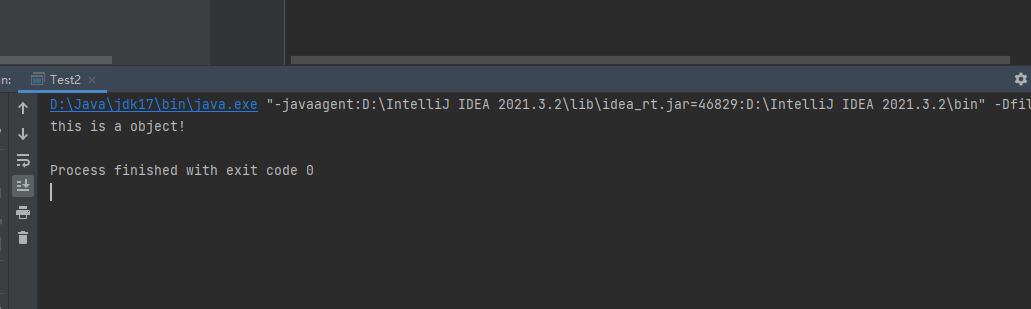 n:
Test2
D:\Java\jdk17\bin\java.exe "-javaagent:D:\IntelliJ IDEA 2021.3.2\lib\idea_rt.jar=46829:D:\IntelliJ IDEA 2021.3.2\bin" -Dfil
this is a object!
Process finished with exit code 0